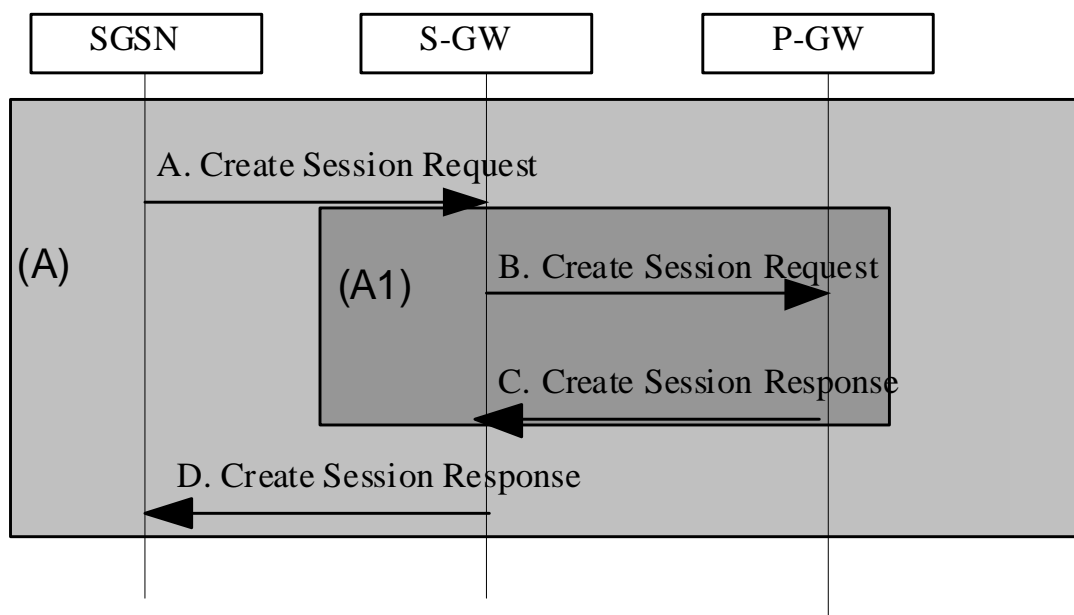 SGSN
S-GW
P-GW
A. Create Session Request
(A)
(A1)
B. Create Session Request
C. Create Session Response
D. Create Session Response